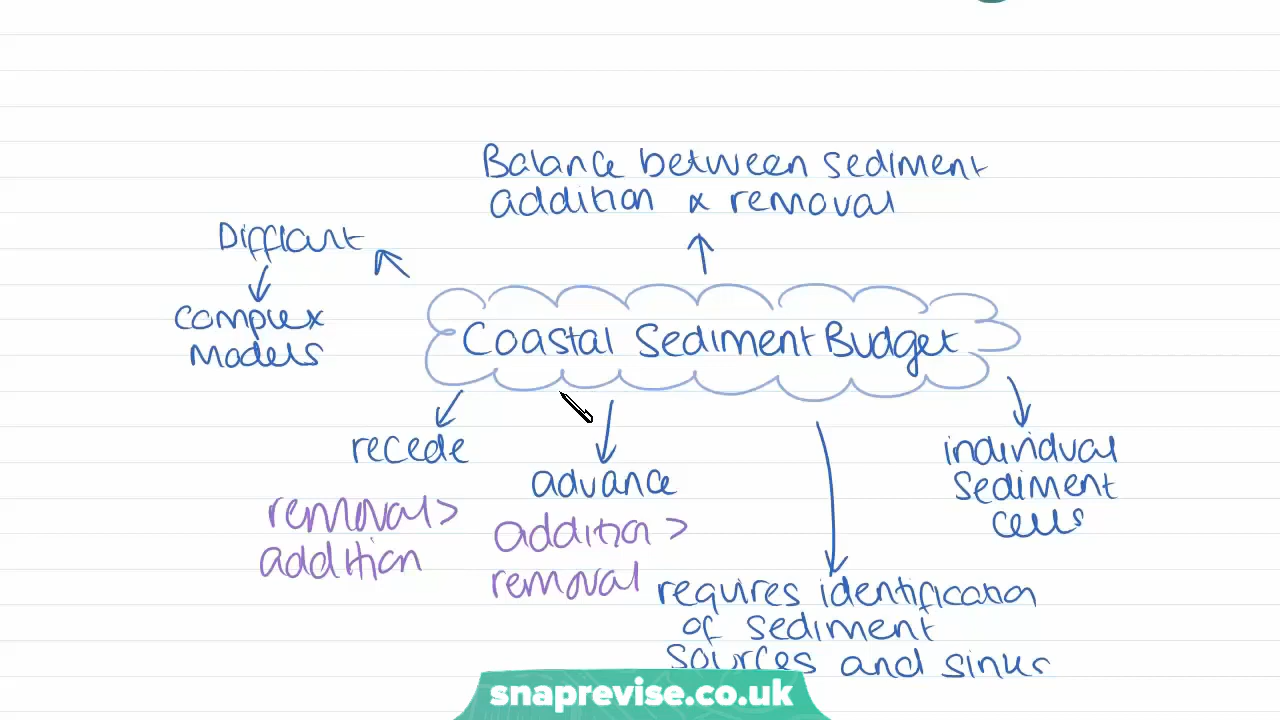 Balance between sediment
addition & removal
Difficult
complex
models
Coastal Sediment Budget
recede
removal >
addition
advance
addition >
removal
requires identification
of sediment
sources and sinks
individual
sediment
cells
snaprevise.co.uk